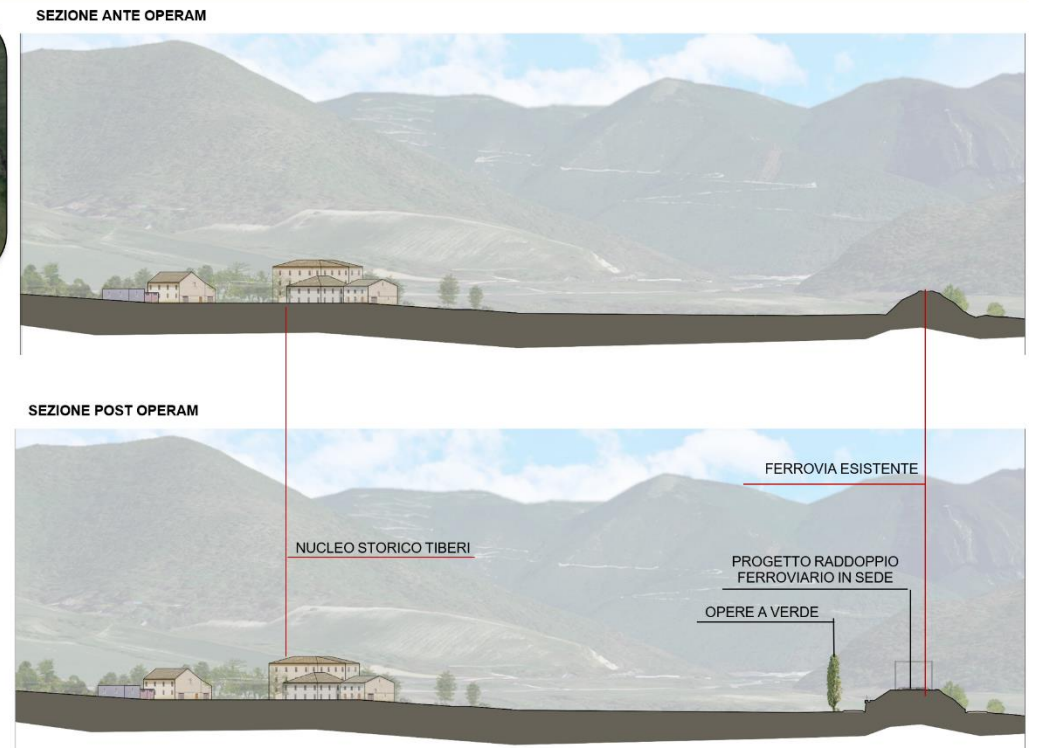 SEZIONE ANTE OPERAM
SEZIONE POST OPERAM
FERROVIA ESISTENTE
NUCLEO STORICO TIBERI
PROGETTO RADDOPPIO
FERROVIARIO IN SEDE
OPERE A VERDE